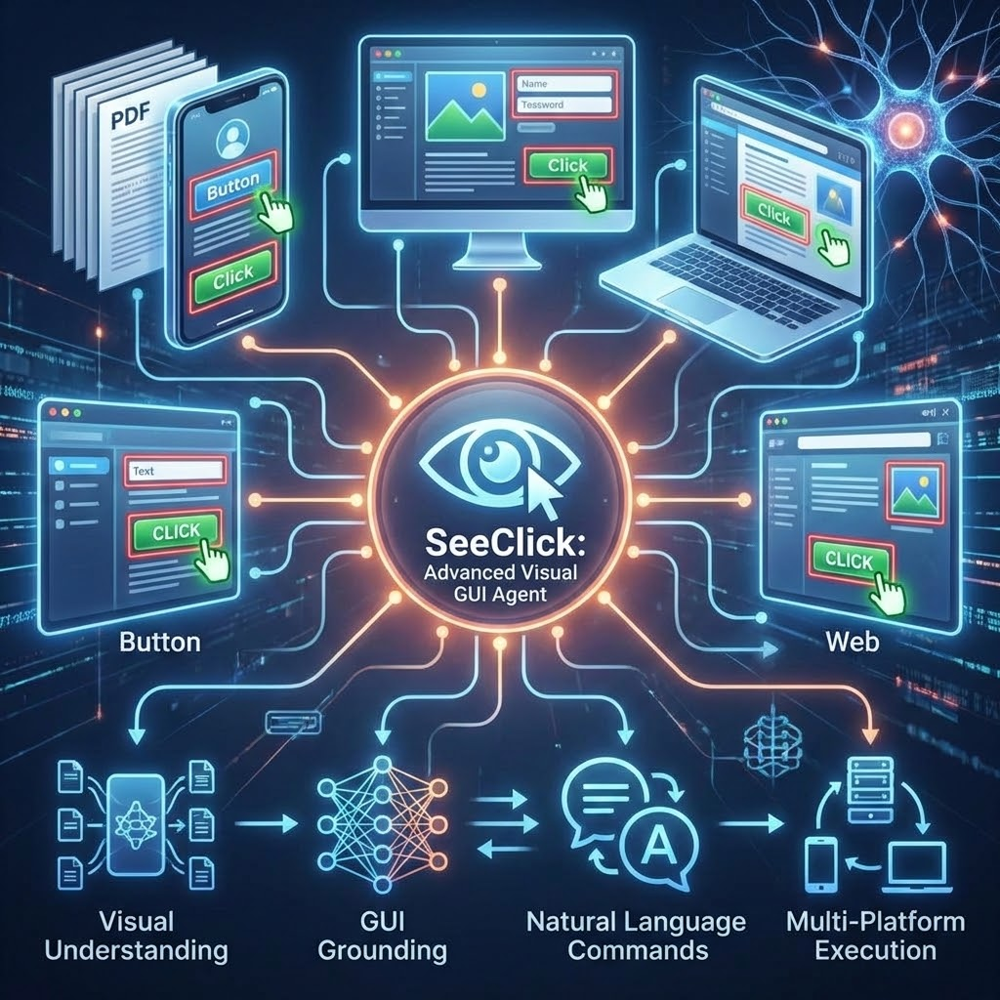 PDF
Button
Click
Name
Tessword
Click
Click
Text
CLICK
Button
SeeClick:
Advanced Visual
GUI Agent
CLICK
Web
Visual
Understanding
GUI
Grounding
A
Natural Language
Commands
Multi-Platform
Execution